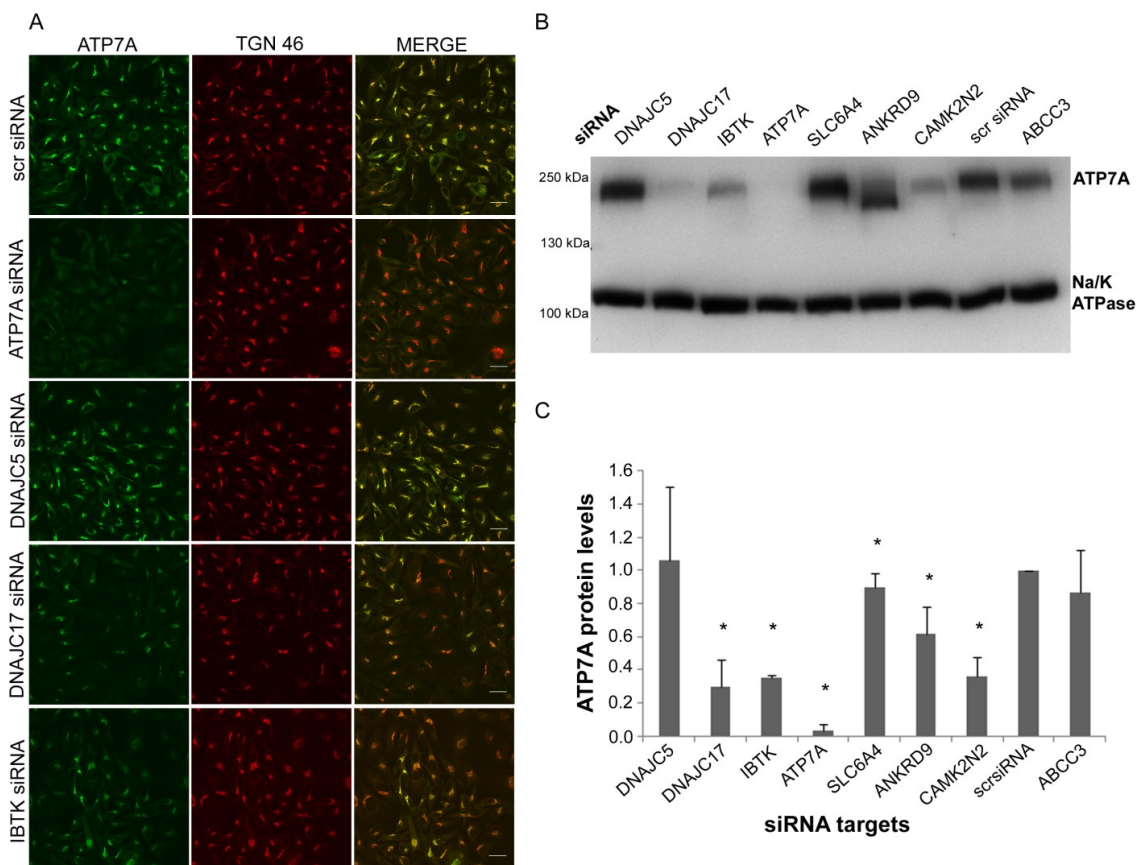 A
ATP7A TGN 46 MERGE
scr siRNA
ATP7A siRNA
DNAJC5 siRNA
DNAJC17 siRNA
IBTK siRNA
B
siRNA DNAJC5 DNAJC17 IBTK ATP7A SLC6A4 ANKRD9 CAMK2N2 scr siRNA ABCC3
250 kDa
130 kDa
100 kDa
ATP7A
Na/K
ATPase
C
ATP7A protein levels
1.6
1.4
1.2
1.0
0.8
0.6
0.4
0.2
0.0
* * * * * *
DNAJC5 DNAJC17 IBTK ATP7A SLC6A4 ANKRD9 CAMK2N2 scrsiRNA ABCC3
siRNA targets